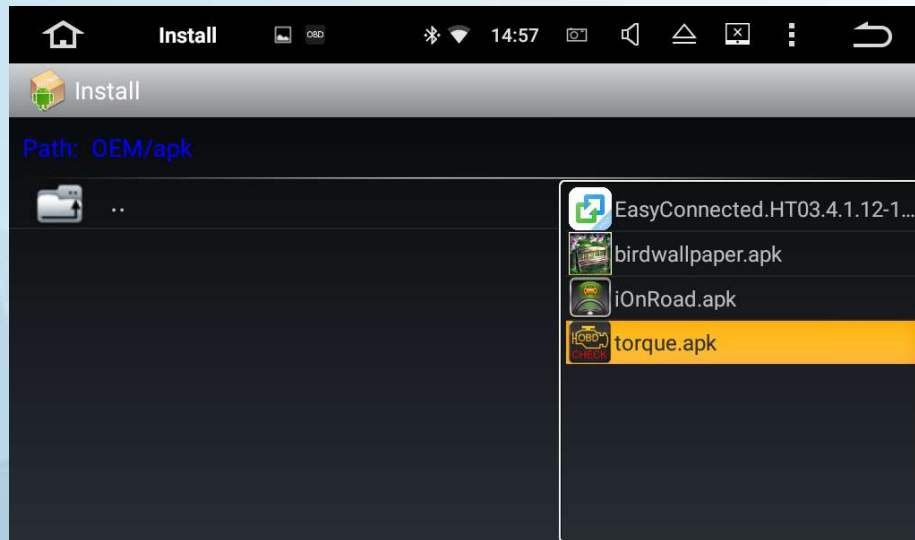 Install OBD 14:57
Install
Path: OEM/apk
..
EasyConnected.HT03.4.1.12-1...
birdwallpaper.apk
iOnRoad.apk
OBD
CHECK
torque.apk